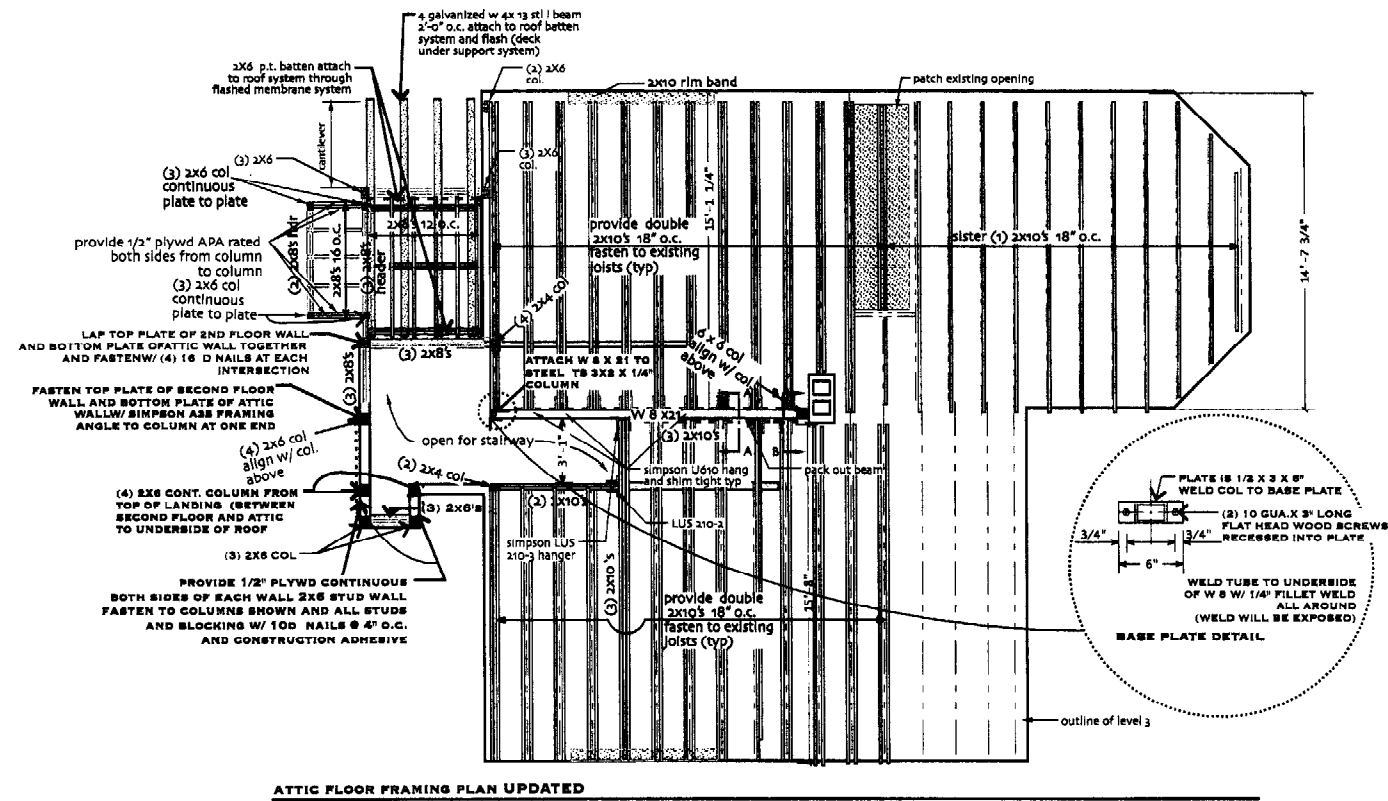 4 galvanized w 4x 13 stl I beam
2'-0" o.c. attach to roof batten
system and flash (deck
under support system)
2X6 p.t. batten attach
to roof system through
flashed membrane system
(2) 2X6
col.
2X10 rim band
patch existing opening
cantilever
(3) 2X6
(3) 2X6 col
continuous
plate to plate
(3) 2X6
col.
15'-1 1/4"
2X8's 12 o.c.
provide double
2X10's 18" o.c.
fasten to existing
joists (typ)
sister (1) 2X10's 18" o.c.
14'-7 3/4"
provide 1/2" plywd APA rated
both sides from column
to column
(2) 2X8's hdr
2X8's 16 o.c.
(3) 2X8's
header
(3) 2X6 col
continuous
plate to plate
(4) 2X4 col
LAP TOP PLATE OF 2ND FLOOR WALL
AND BOTTOM PLATE OFATTIC WALL TOGETHER
AND FASTENW/ (4) 16 D NAILS AT EACH
INTERSECTION
(3) 2X8's
(3) 2X8's
ATTACH W 8 X 21 TO
STEEL TS 3X2 X 1/4"
COLUMN
6 x 6 col
align w/ col.
above
FASTEN TOP PLATE OF SECOND FLOOR
WALL AND BOTTOM PLATE OF ATTIC
WALLW/ SIMPSON A35 FRAMING
ANGLE TO COLUMN AT ONE END
A
W 8 X21
(3) 2X10's
open for stairway
3'-1"
A
B
(4) 2X6 col
align w/ col.
above
(2) 2X4 col
simpson U610 hang
and shim tight typ
pack out beam
(4) 2X6 CONT. COLUMN FROM
TOP OF LANDING (BETWEEN
SECOND FLOOR AND ATTIC
TO UNDERSIDE OF ROOF
(3) 2X6's
(2) 2X10's
LUS 210-2
simpson LUS
210-3 hanger
(3) 2X6 COL
(3) 2X10's
PLATE IS 1/2 X 3 X 6"
WELD COL TO BASE PLATE
(2) 10 GUA.X 3" LONG
FLAT HEAD WOOD SCREWS
RECESSED INTO PLATE
3/4"
3/4"
6"
PROVIDE 1/2" PLYWD CONTINUOUS
BOTH SIDES OF EACH WALL 2X6 STUD WALL
FASTEN TO COLUMNS SHOWN AND ALL STUDS
AND BLOCKING W/ 10D NAILS @ 4" O.C.
AND CONSTRUCTION ADHESIVE
provide double
2X10's 18" o.c.
fasten to existing
joists (typ)
WELD TUBE TO UNDERSIDE
OF W 8 W/ 1/4" FILLET WELD
ALL AROUND
(WELD WILL BE EXPOSED)
BASE PLATE DETAIL
outline of level 3
ATTIC FLOOR FRAMING PLAN UPDATED